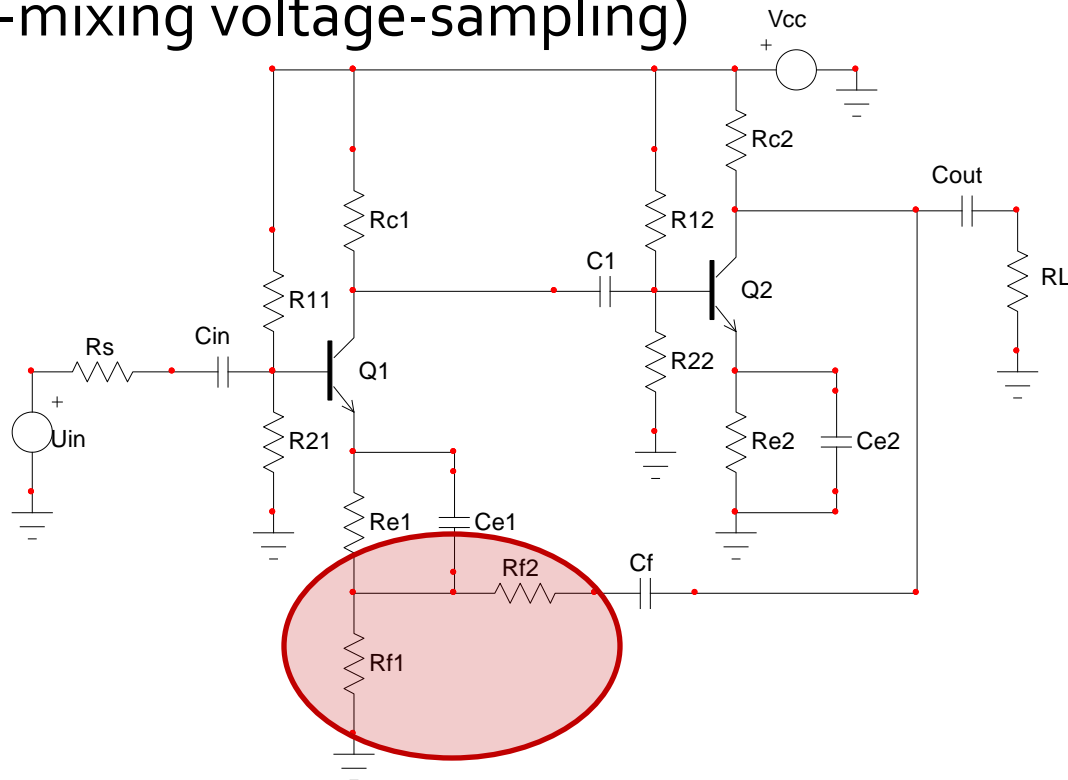 -mixing voltage-sampling)
Vcc
+
Rc2
Cout
Rc1
R12
C1
RL
R11
Q2
Cin
Rs
Q1
R22
+
Uin
R21
Re2
Ce2
Re1
Ce1
Rf2
Cf
Rf1